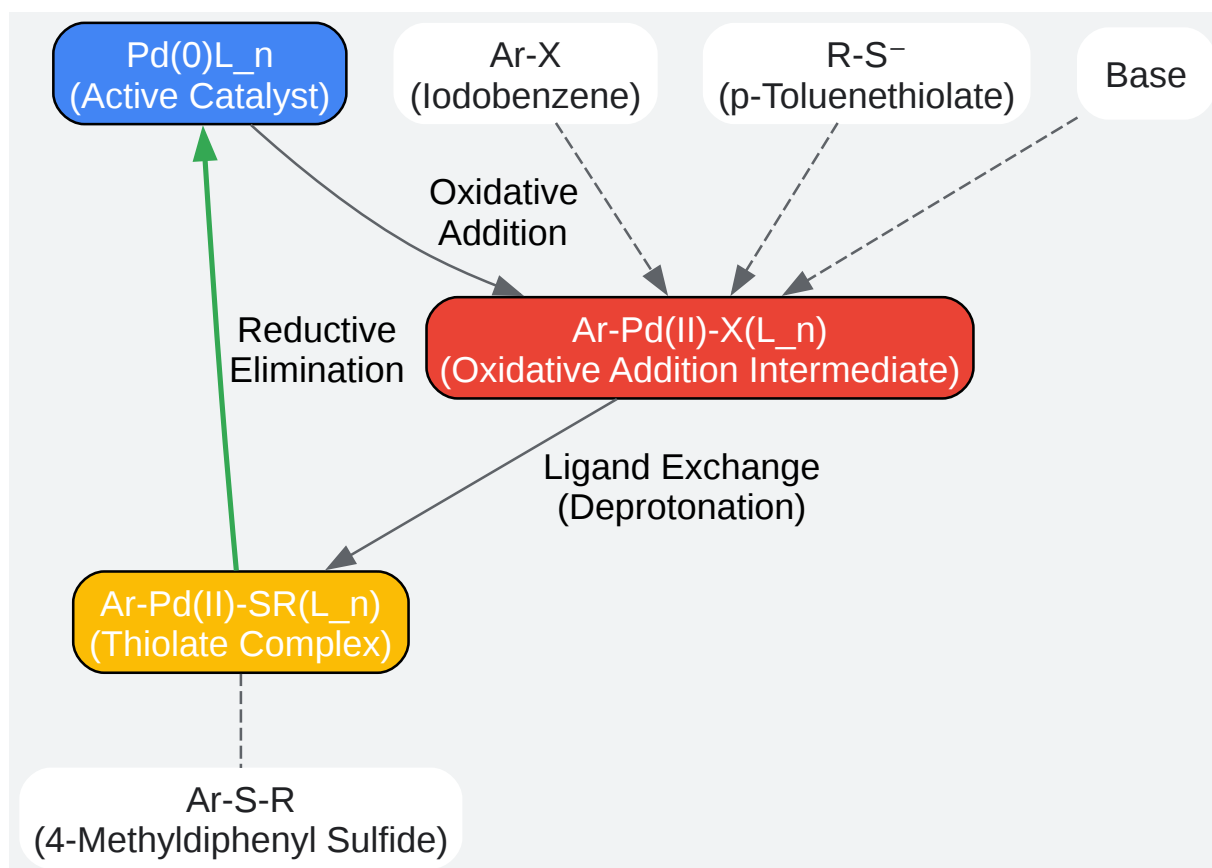 Pd(0)L_n
(Active Catalyst)
Ar-X
(Iodobenzene)
R-S⁻
(p-Toluenethiolate)
Base
Oxidative
Addition
Reductive
Elimination
Ar-Pd(II)-X(L_n)
(Oxidative Addition Intermediate)
Ligand Exchange
(Deprotonation)
Ar-Pd(II)-SR(L_n)
(Thiolate Complex)
Ar-S-R
(4-Methyldiphenyl Sulfide)